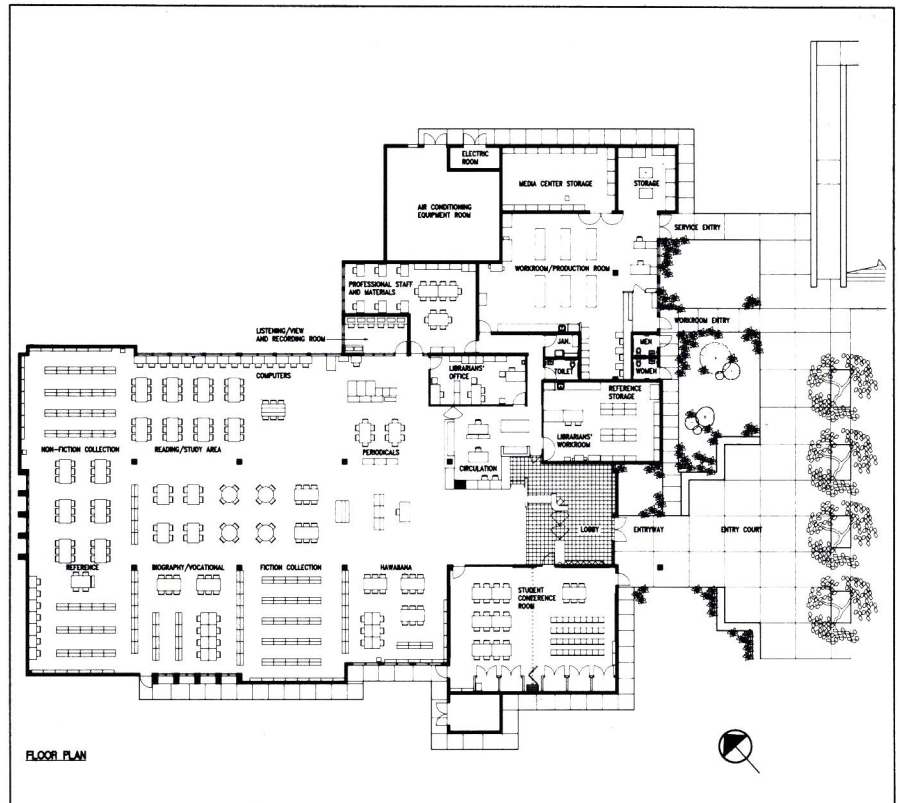 ELECTRIC
ROOM
MEDIA CENTER STORAGE
STORAGE
AIR CONDITIONING
EQUIPMENT ROOM
SERVICE ENTRY
WORKROOM/PRODUCTION ROOM
PROFESSIONAL STAFF
AND MATERIALS
WORKROOM ENTRY
LISTENING/VIEW
AND RECORDING ROOM
JAN.
MEN
TOILET
WOMEN
LIBRARIANS'
OFFICE
COMPUTERS
REFERENCE
STORAGE
LIBRARIANS'
WORKROOM
NON-FICTION COLLECTION
READING/STUDY AREA
PERIODICALS
CIRCULATION
LOBBY
ENTRYWAY
ENTRY COURT
REFERENCE
BIOGRAPHY/VOCATIONAL
FICTION COLLECTION
HAWAIIANA
STUDENT
CONFERENCE
ROOM
FLOOR PLAN